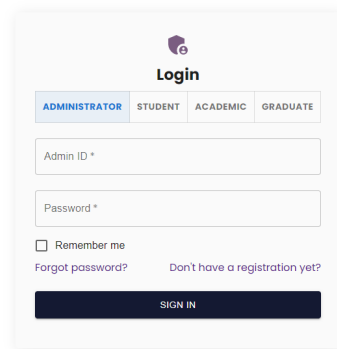 Login
ADMINISTRATOR STUDENT ACADEMIC GRADUATE
Admin ID *
Password *
Remember me
Forgot password? Don't have a registration yet?
SIGN IN